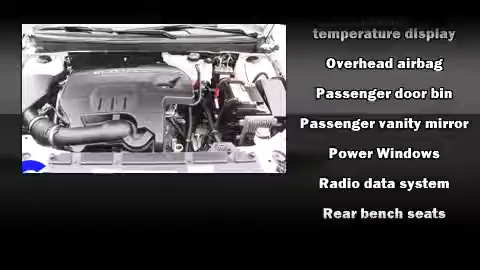 temperature display
Overhead airbag
Passenger door bin
Passenger vanity mirror
Power Windows
Radio data system
Rear bench seats